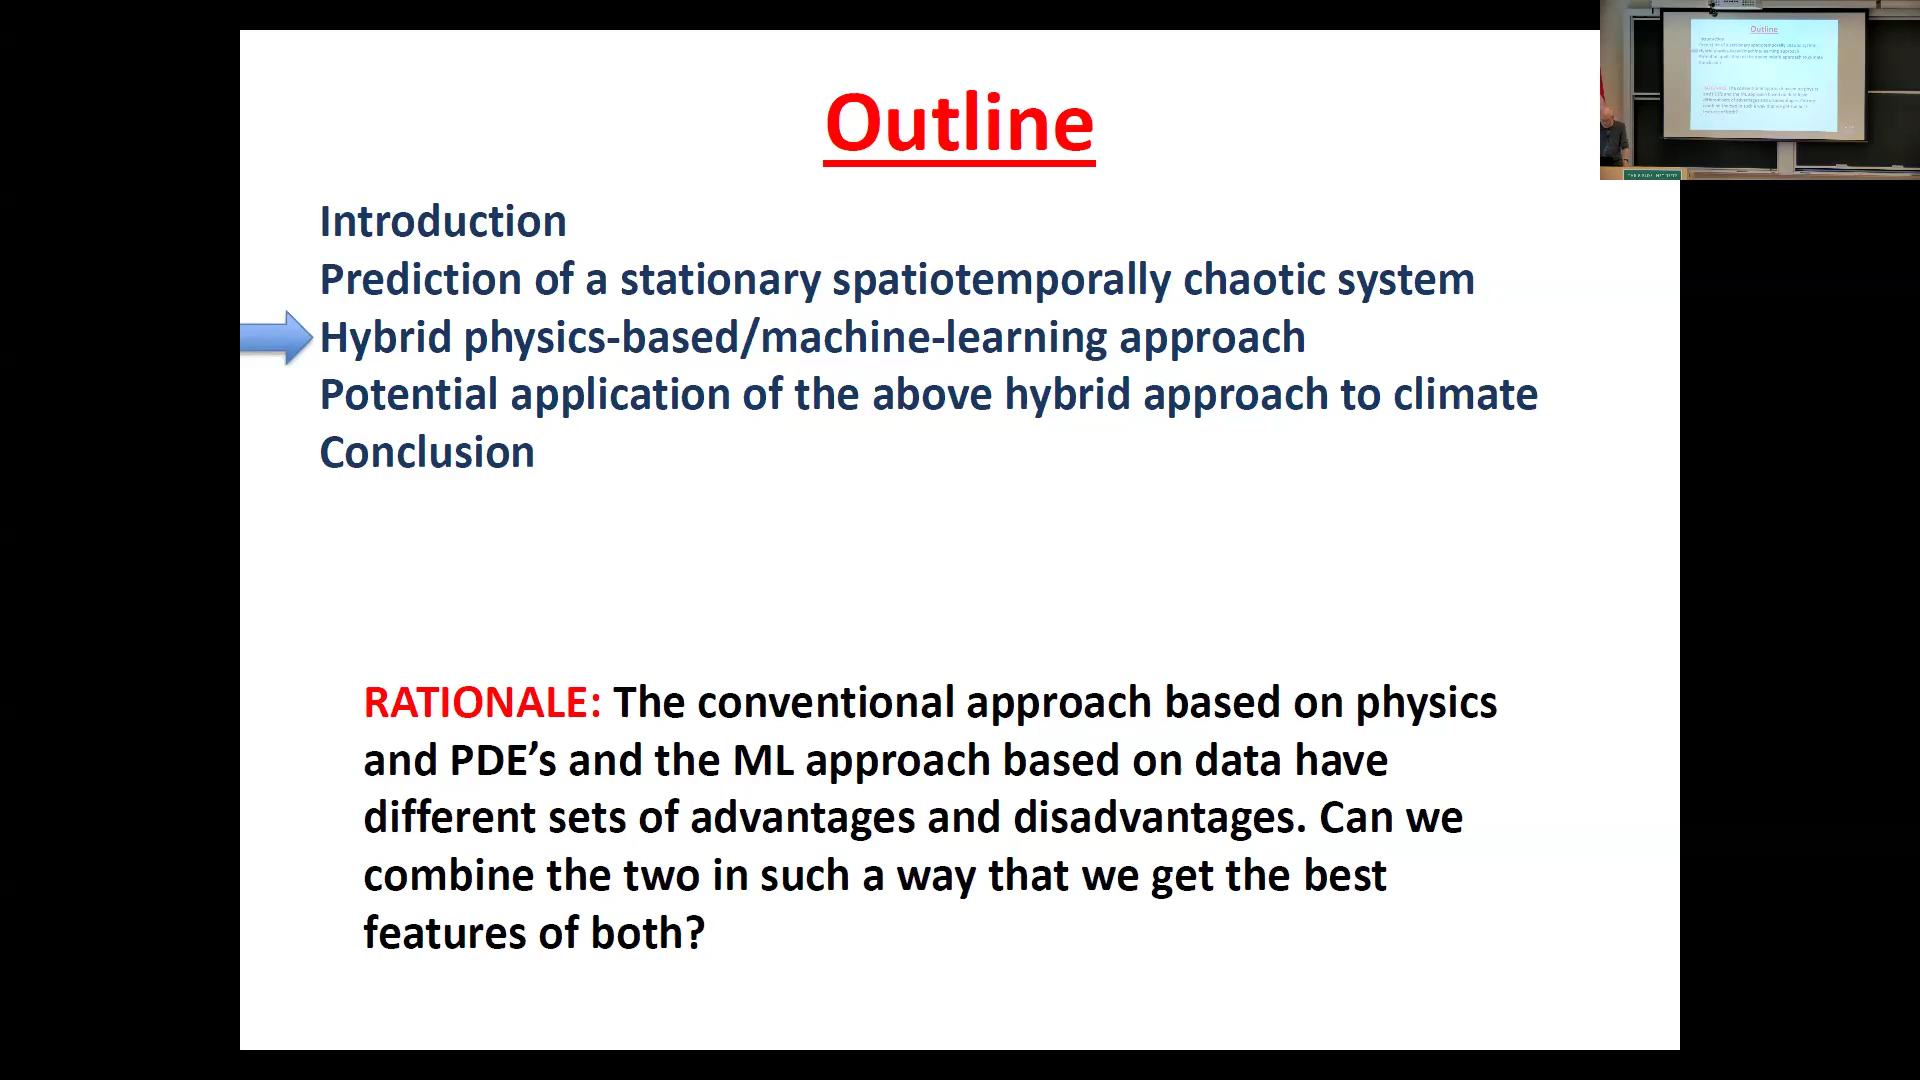 Outline
Introduction
Prediction of a stationary spatiotemporally chaotic system
Hybrid physics-based/machine-learning approach
Potential application of the above hybrid approach to climate
Conclusion
RATIONALE: The conventional approach based on physics
and PDE’s and the ML approach based on data have
different sets of advantages and disadvantages. Can we
combine the two in such a way that we get the best
features of both?
Outline